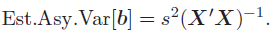 Est.Asy.Var[b] = s²(X′X)⁻¹.